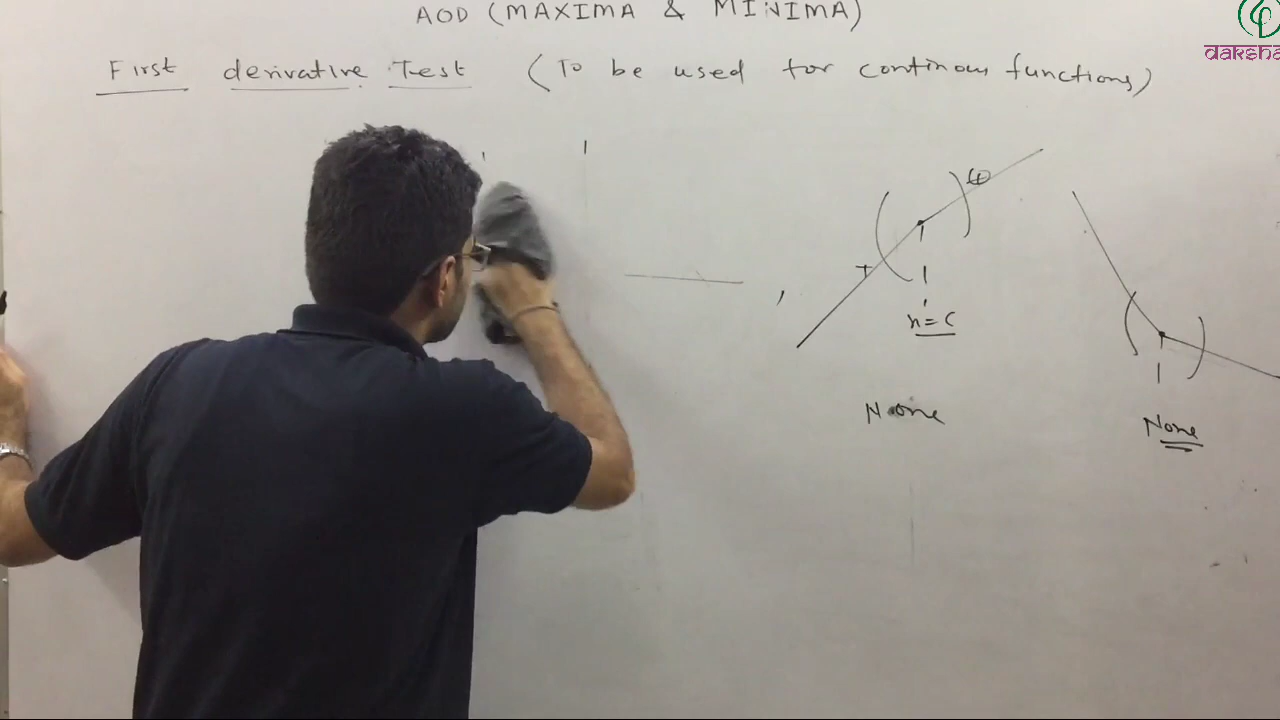 AOD (MAXIMA & MINIMA)
daksha
First derivative Test (To be used for continous functions)
+
+
x=c
None
None